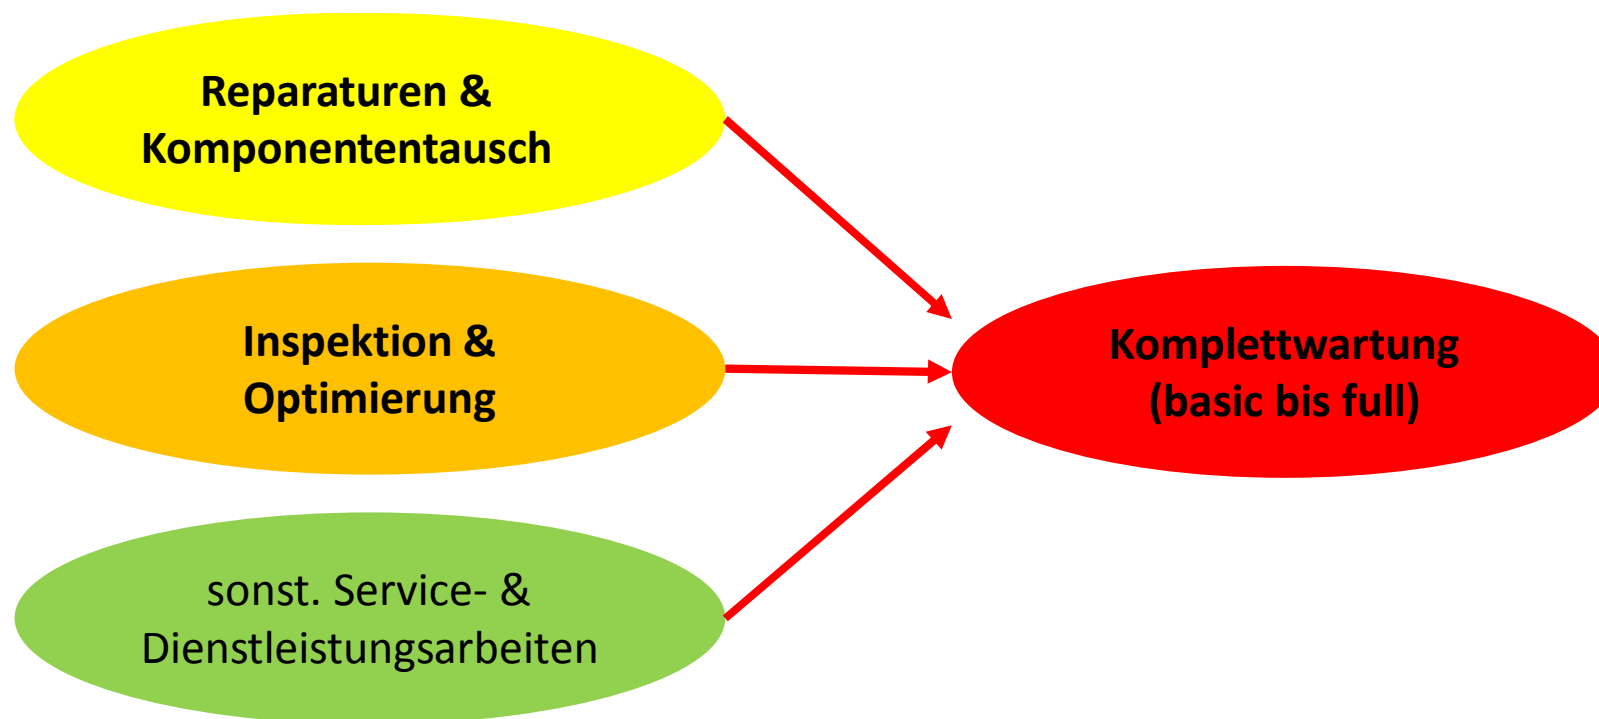 Reparaturen &
Komponententausch
Inspektion &
Optimierung
sonst. Service- &
Dienstleistungsarbeiten
Komplettwartung
(basic bis full)